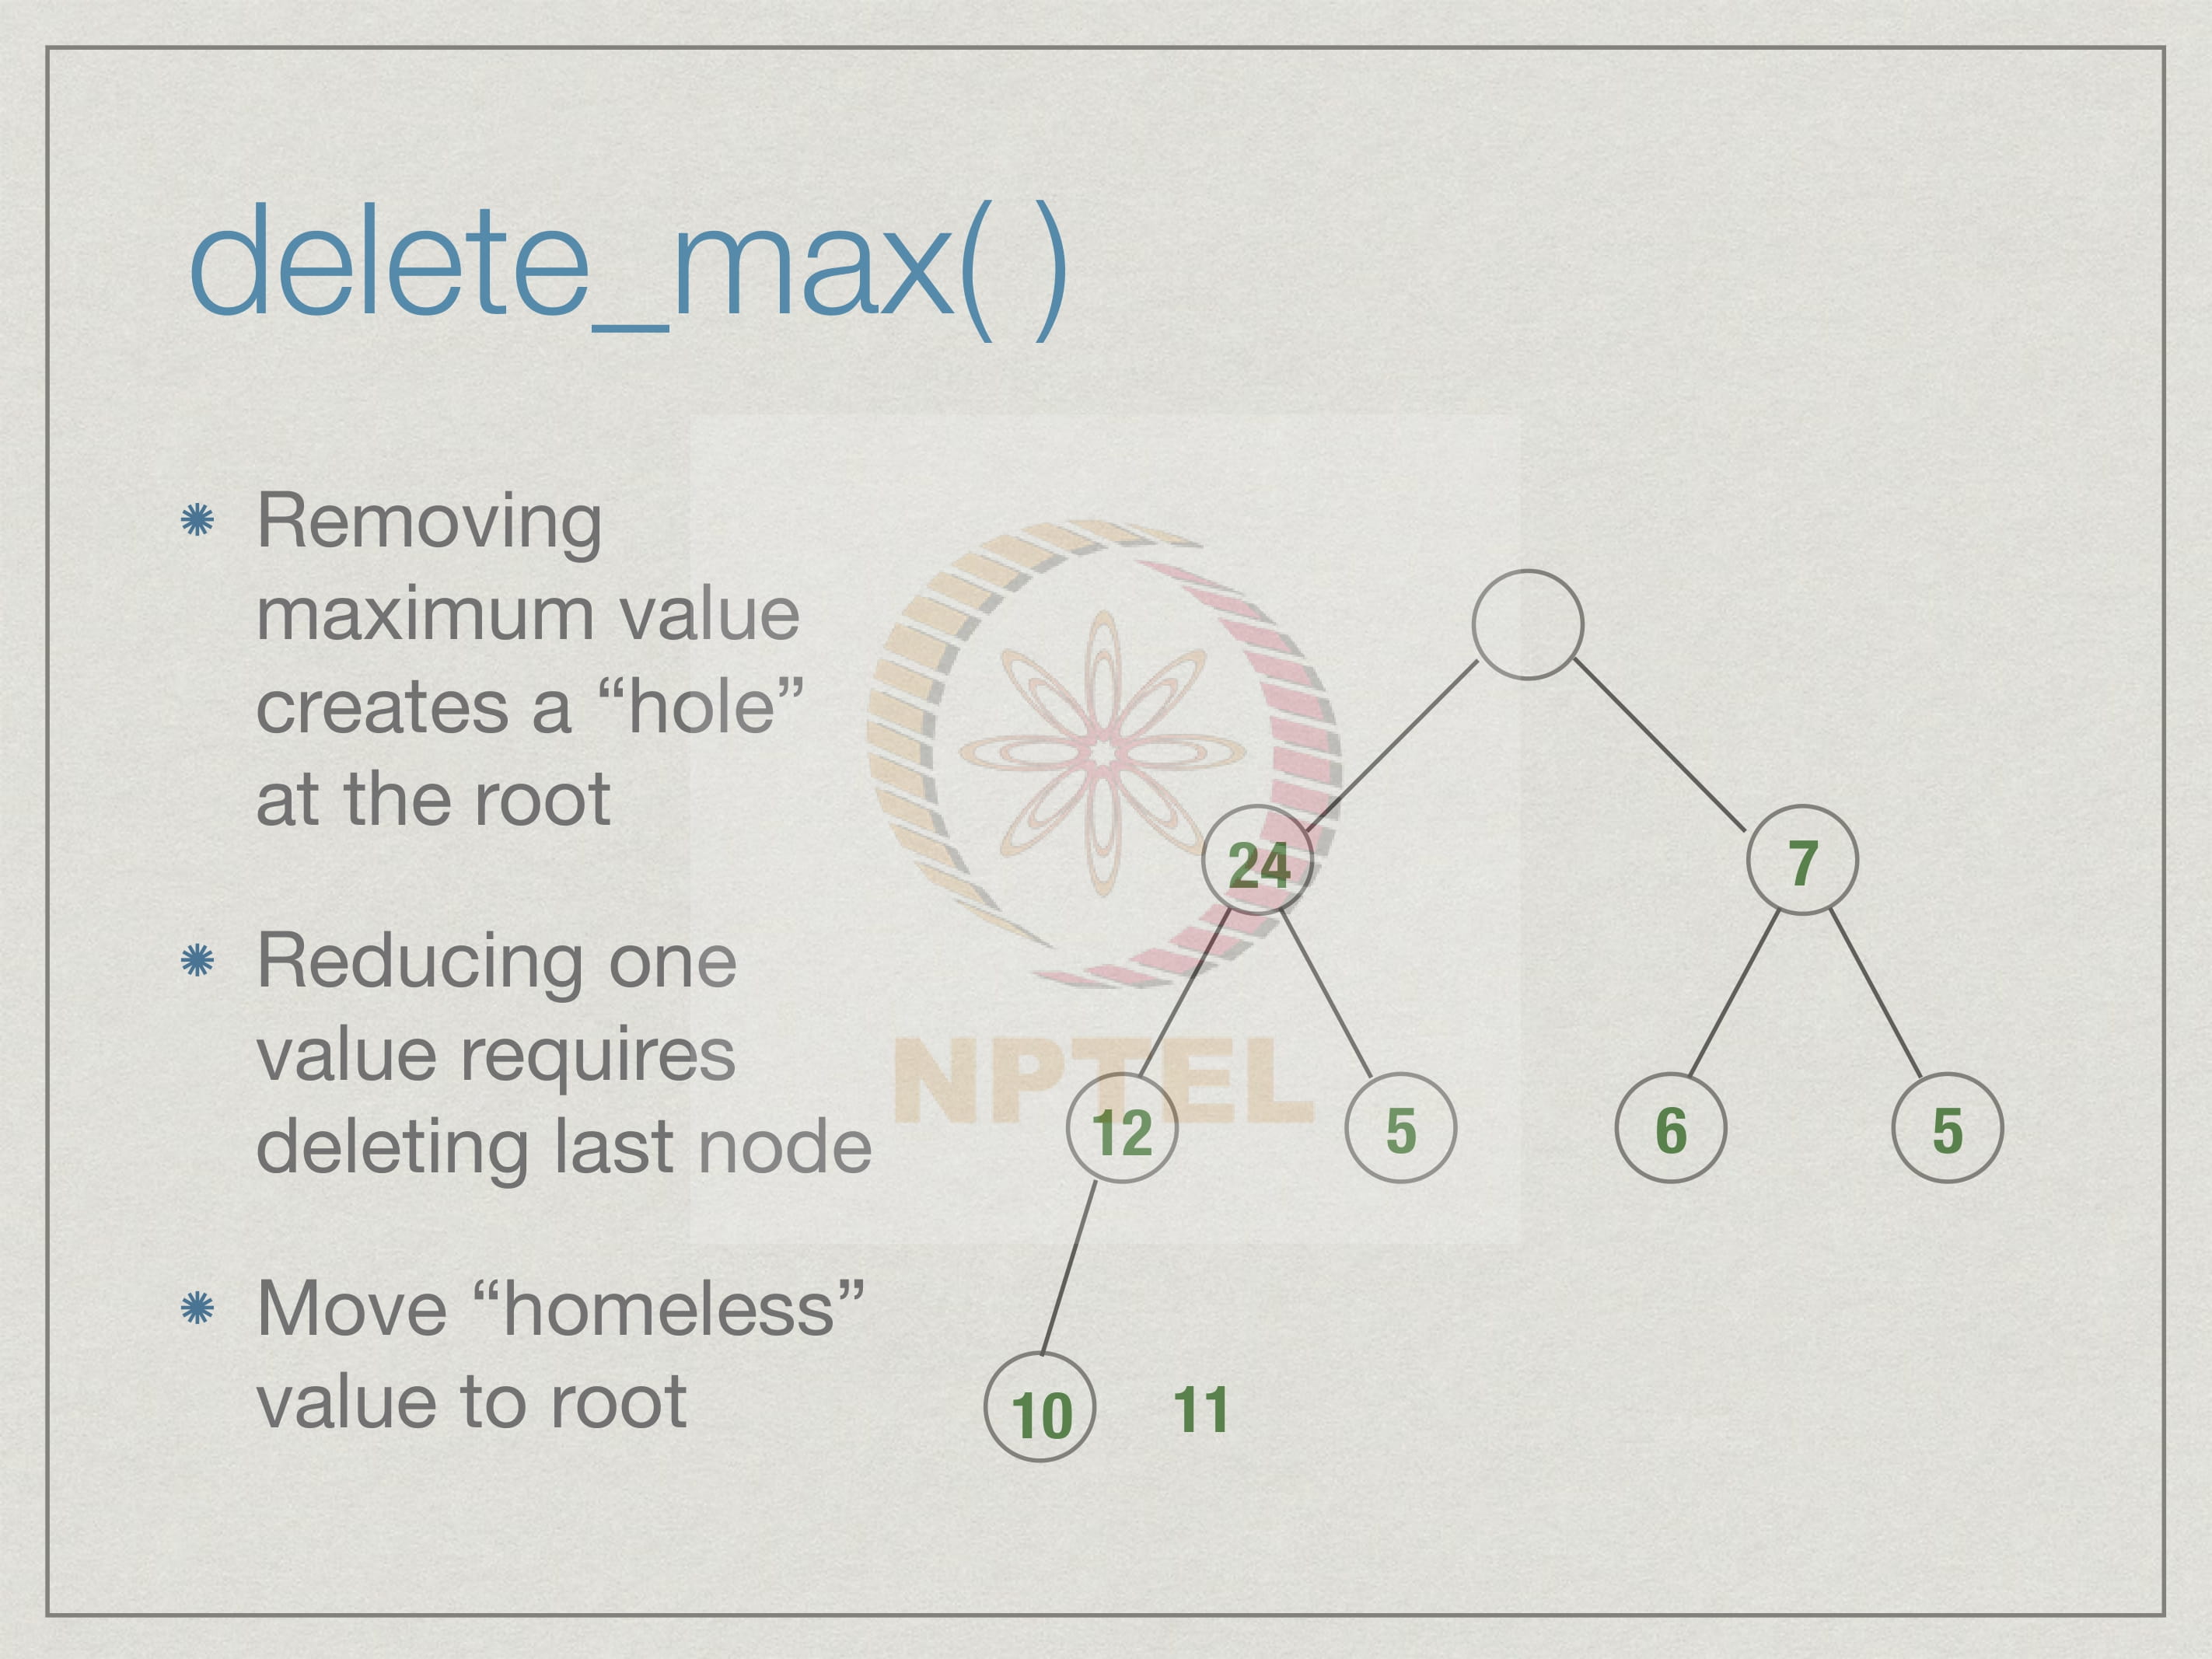 delete_max( )
Removing
maximum value
creates a “hole”
at the root
Reducing one
value requires
deleting last node
Move “homeless”
value to root
24
7
12
5
6
5
10
11
NPTEL